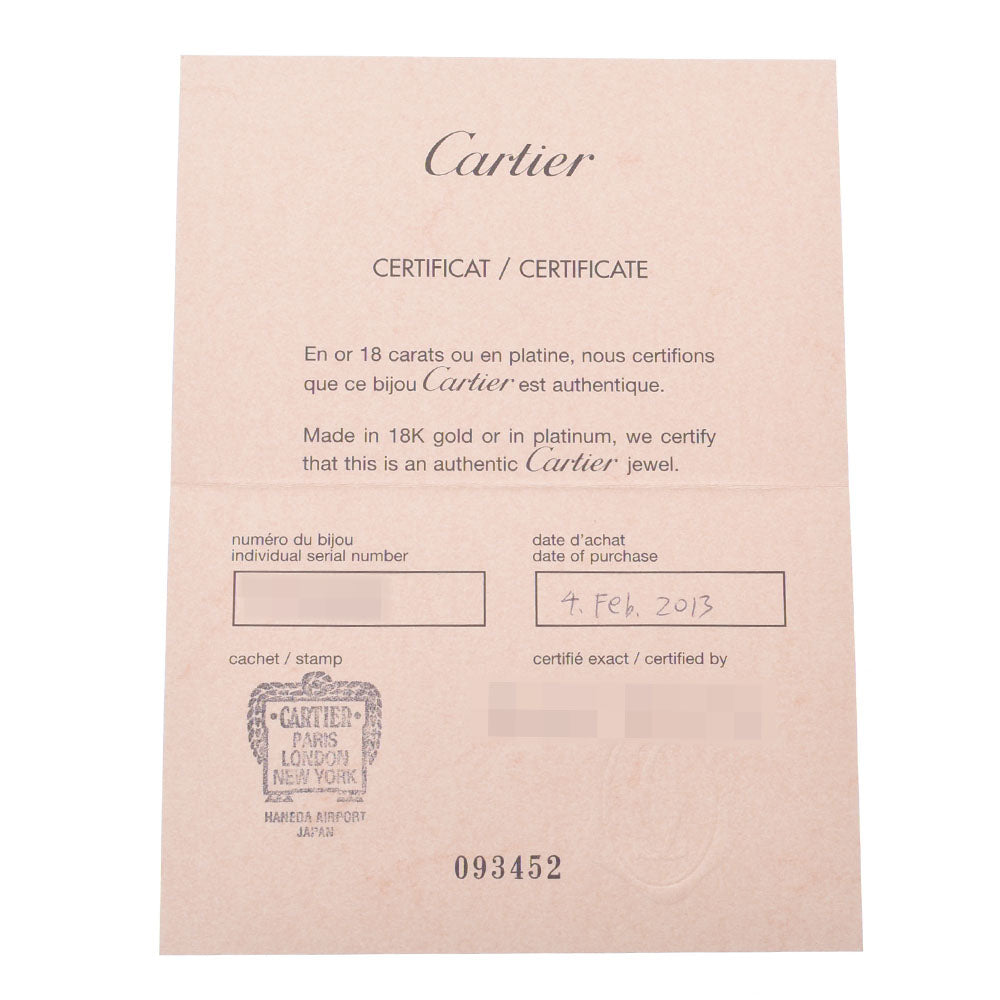 Cartier
CERTIFICAT / CERTIFICATE
En or 18 carats ou en platine, nous certifions
que ce bijou Cartier est authentique.
Made in 18K gold or in platinum, we certify
that this is an authentic Cartier jewel.
numéro du bijou
individual serial number
date d'achat
date of purchase
4. Feb. 2013
cachet / stamp
certifié exact / certified by
CARTIER
PARIS
LONDON
NEW YORK
HANEDA AIRPORT
JAPAN
093452